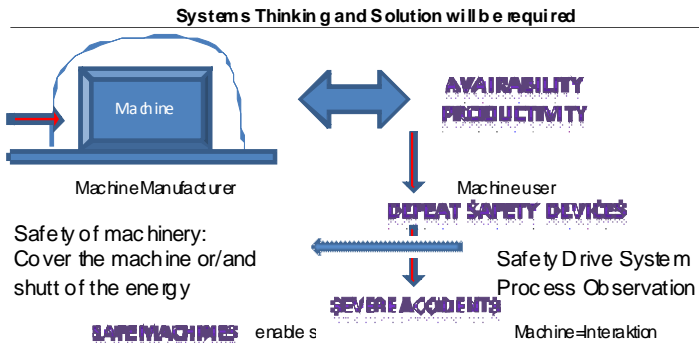 Systems Thinking and Solution will be required
Machine
AVAIABILITY
PRODUCTIVITY
Machine Manufacturer
Machine user
DEFEAT SAFETY DEVICES
Safety of machinery:
Cover the machine or/and
shutt of the energy
Safety Drive System
Process Observation
SEVERE ACCIDENTS
SAFE MACHINES enable s
Machine=Interaktion